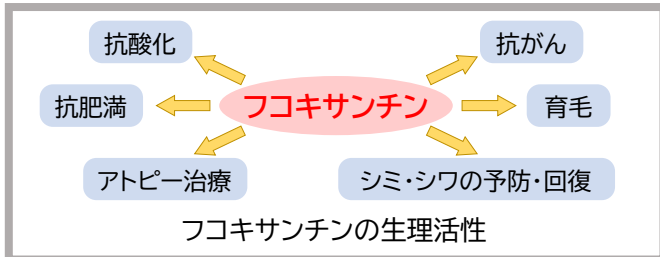 抗酸化
抗がん
抗肥満
フコキサンチン
育毛
アトピー治療
シミ・シワの予防・回復
フコキサンチンの生理活性